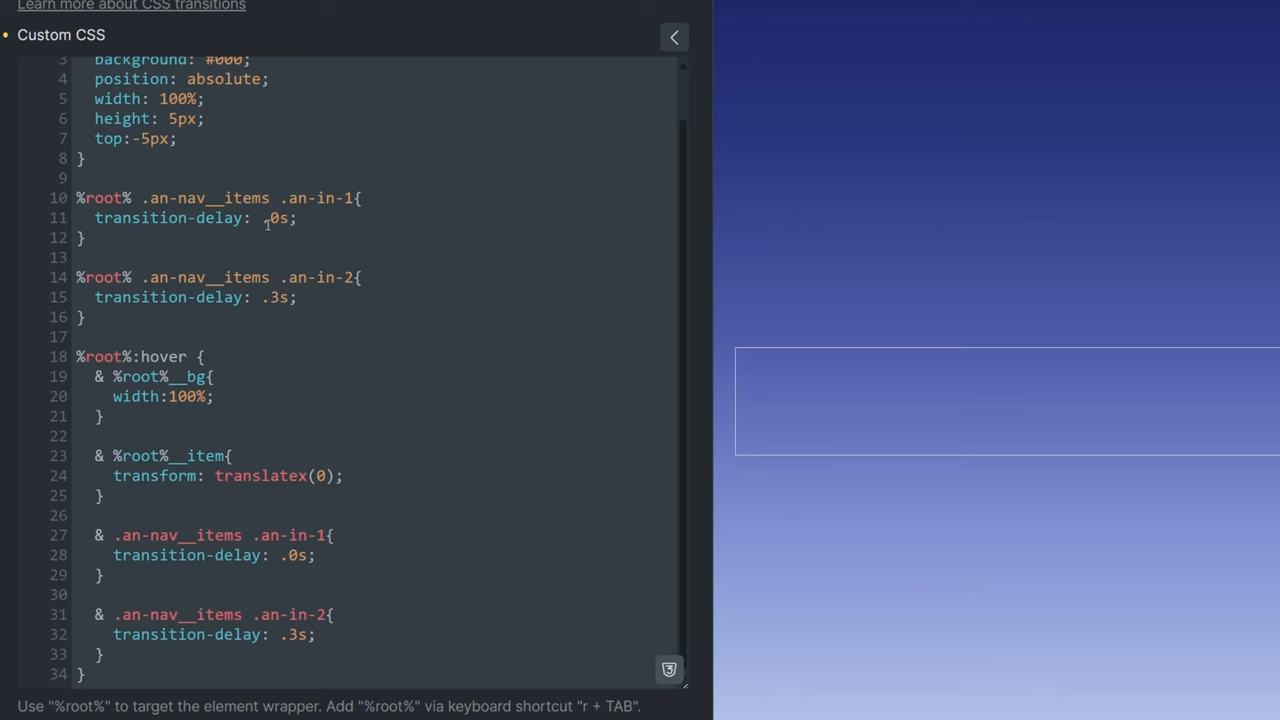 Learn more about CSS transitions
Custom CSS
3 background: #000;
4 position: absolute;
5 width: 100%;
6 height: 5px;
7 top:-5px;
8 }
9
10 %root% .an-nav__items .an-in-1{
11 transition-delay: .0s;
12 }
13
14 %root% .an-nav__items .an-in-2{
15 transition-delay: .3s;
16 }
17
18 %root%:hover {
19 & %root%__bg{
20 width:100%;
21 }
22
23 & %root%__item{
24 transform: translatex(0);
25 }
26
27 & .an-nav__items .an-in-1{
28 transition-delay: .0s;
29 }
30
31 & .an-nav__items .an-in-2{
32 transition-delay: .3s;
33 }
34 }
Use "%root%" to target the element wrapper. Add "%root%" via keyboard shortcut "r + TAB".